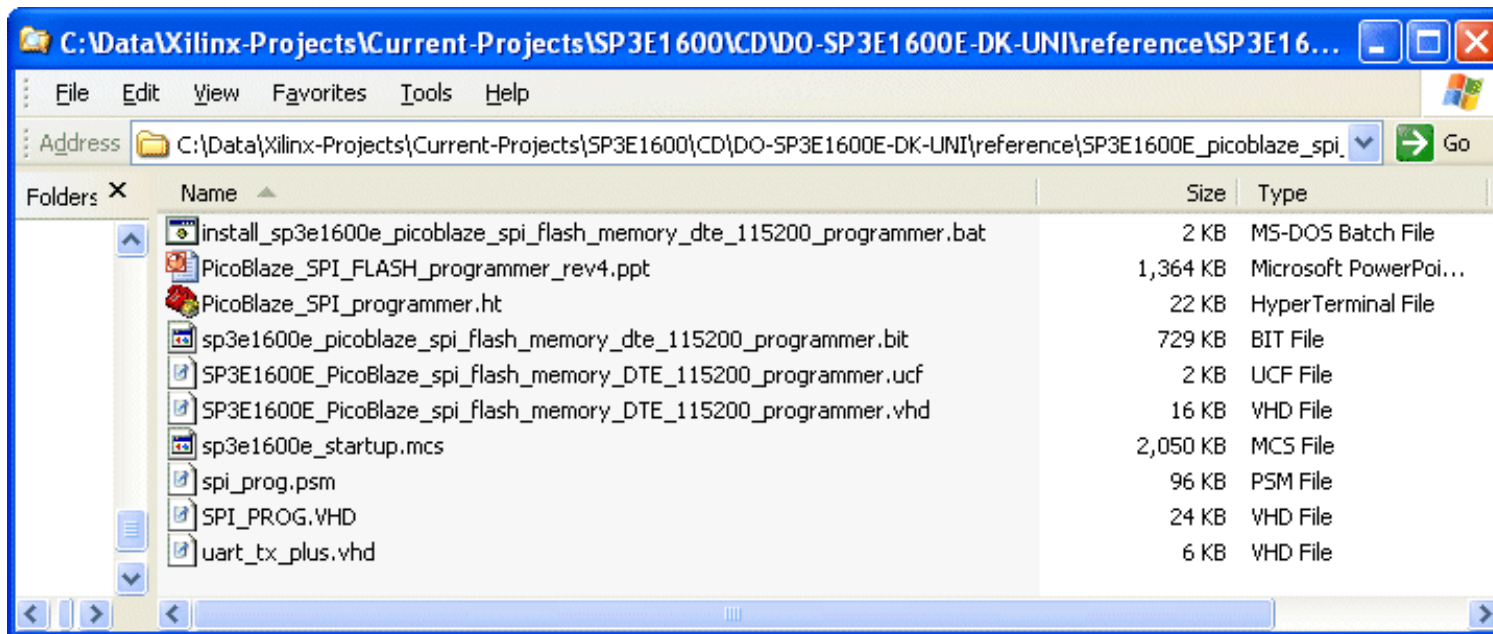 C:\Data\Xilinx-Projects\Current-Projects\SP3E1600\CD\DO-SP3E1600E-DK-UNI\reference\SP3E16...
File Edit View Favorites Tools Help
Address C:\Data\Xilinx-Projects\Current-Projects\SP3E1600\CD\DO-SP3E1600E-DK-UNI\reference\SP3E1600E_picoblaze_spi_ Go
Folders Name Size Type
install_sp3e1600e_picoblaze_spi_flash_memory_dte_115200_programmer.bat 2 KB MS-DOS Batch File
PicoBlaze_SPI_FLASH_programmer_rev4.ppt 1,364 KB Microsoft PowerPoi...
PicoBlaze_SPI_programmer.ht 22 KB HyperTerminal File
sp3e1600e_picoblaze_spi_flash_memory_dte_115200_programmer.bit 729 KB BIT File
SP3E1600E_PicoBlaze_spi_flash_memory_DTE_115200_programmer.ucf 2 KB UCF File
SP3E1600E_PicoBlaze_spi_flash_memory_DTE_115200_programmer.vhd 16 KB VHD File
sp3e1600e_startup.mcs 2,050 KB MCS File
spi_prog.psm 96 KB PSM File
SPI_PROG.VHD 24 KB VHD File
uart_tx_plus.vhd 6 KB VHD File